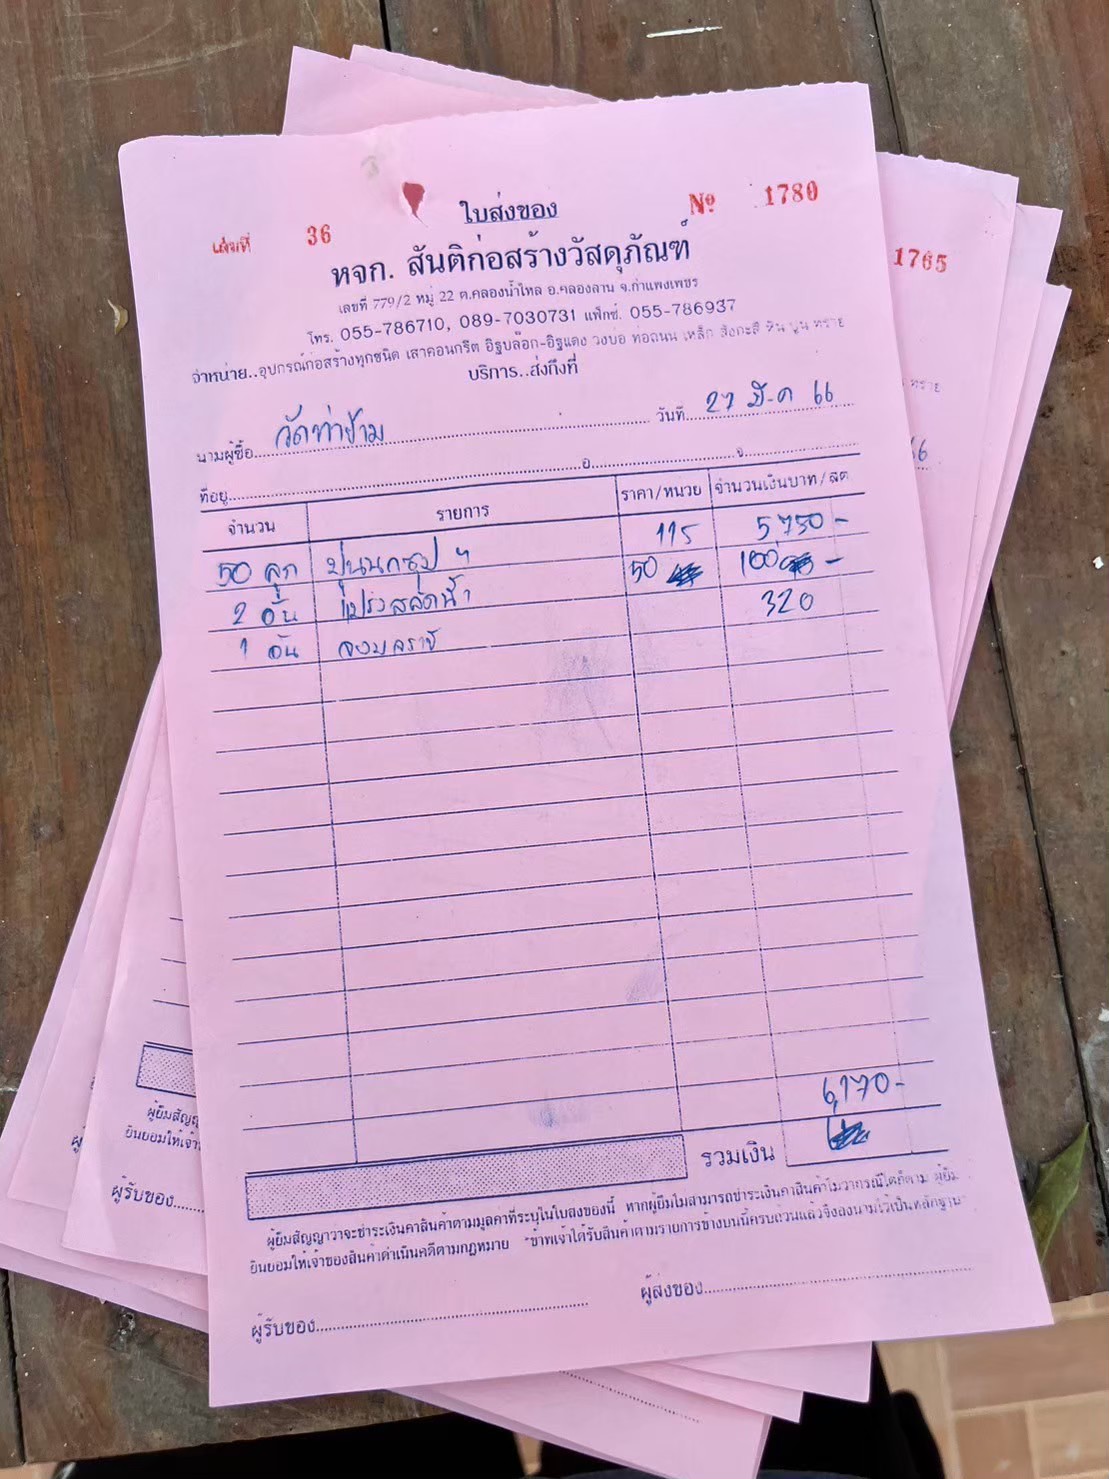 ใบส่งของ
เล่มที่ 36 Nº 1780
หจก. สันติก่อสร้างวัสดุภัณฑ์
เลขที่ 779/2 หมู่ 22 ต.คลองน้ำไหล อ.คลองลาน จ.กำแพงเพชร
โทร. 055-786710, 089-7030731 แฟ็กซ์. 055-786937
จำหน่าย..อุปกรณ์ก่อสร้างทุกชนิด เสาคอนกรีต อิฐบล๊อก-อิฐแดง วงบ่อ ท่อถนน เหล็ก สังกะสี หิน ปูน ทราย
บริการ..ส่งถึงที่
นามผู้ซื้อ วัดท่าข้าม วันที่ 27 มี.ค 66
ที่อยู่ อ. จ.
จำนวน รายการ ราคา/หน่วย จำนวนเงินบาท/สต
50 ลูก ปูนนกฮูก ฯ 115 5750-
2 อัน แปรงสลัดน้ำ 50 100-
1 อัน 320
6,170-
รวมเงิน
ผู้ยืมสัญญาว่าจะชำระเงินค่าสินค้าตามมูลค่าที่ระบุในใบส่งของนี้ หากผู้ยืมไม่สามารถชำระเงินค่าสินค้าไม่ว่ากรณีใดก็ตาม ผู้ยืม
ยินยอมให้เจ้าของสินค้าดำเนินคดีตามกฎหมาย "ข้าพเจ้าได้รับสินค้าตามรายการข้างบนนี้ครบถ้วนแล้วจึงลงนามไว้เป็นหลักฐาน"
ผู้รับของ ผู้ส่งของ
1765
ทราย
66
ผู้ยืมสัญญ
ยินยอมให้เจ้า
ผู้รับของ